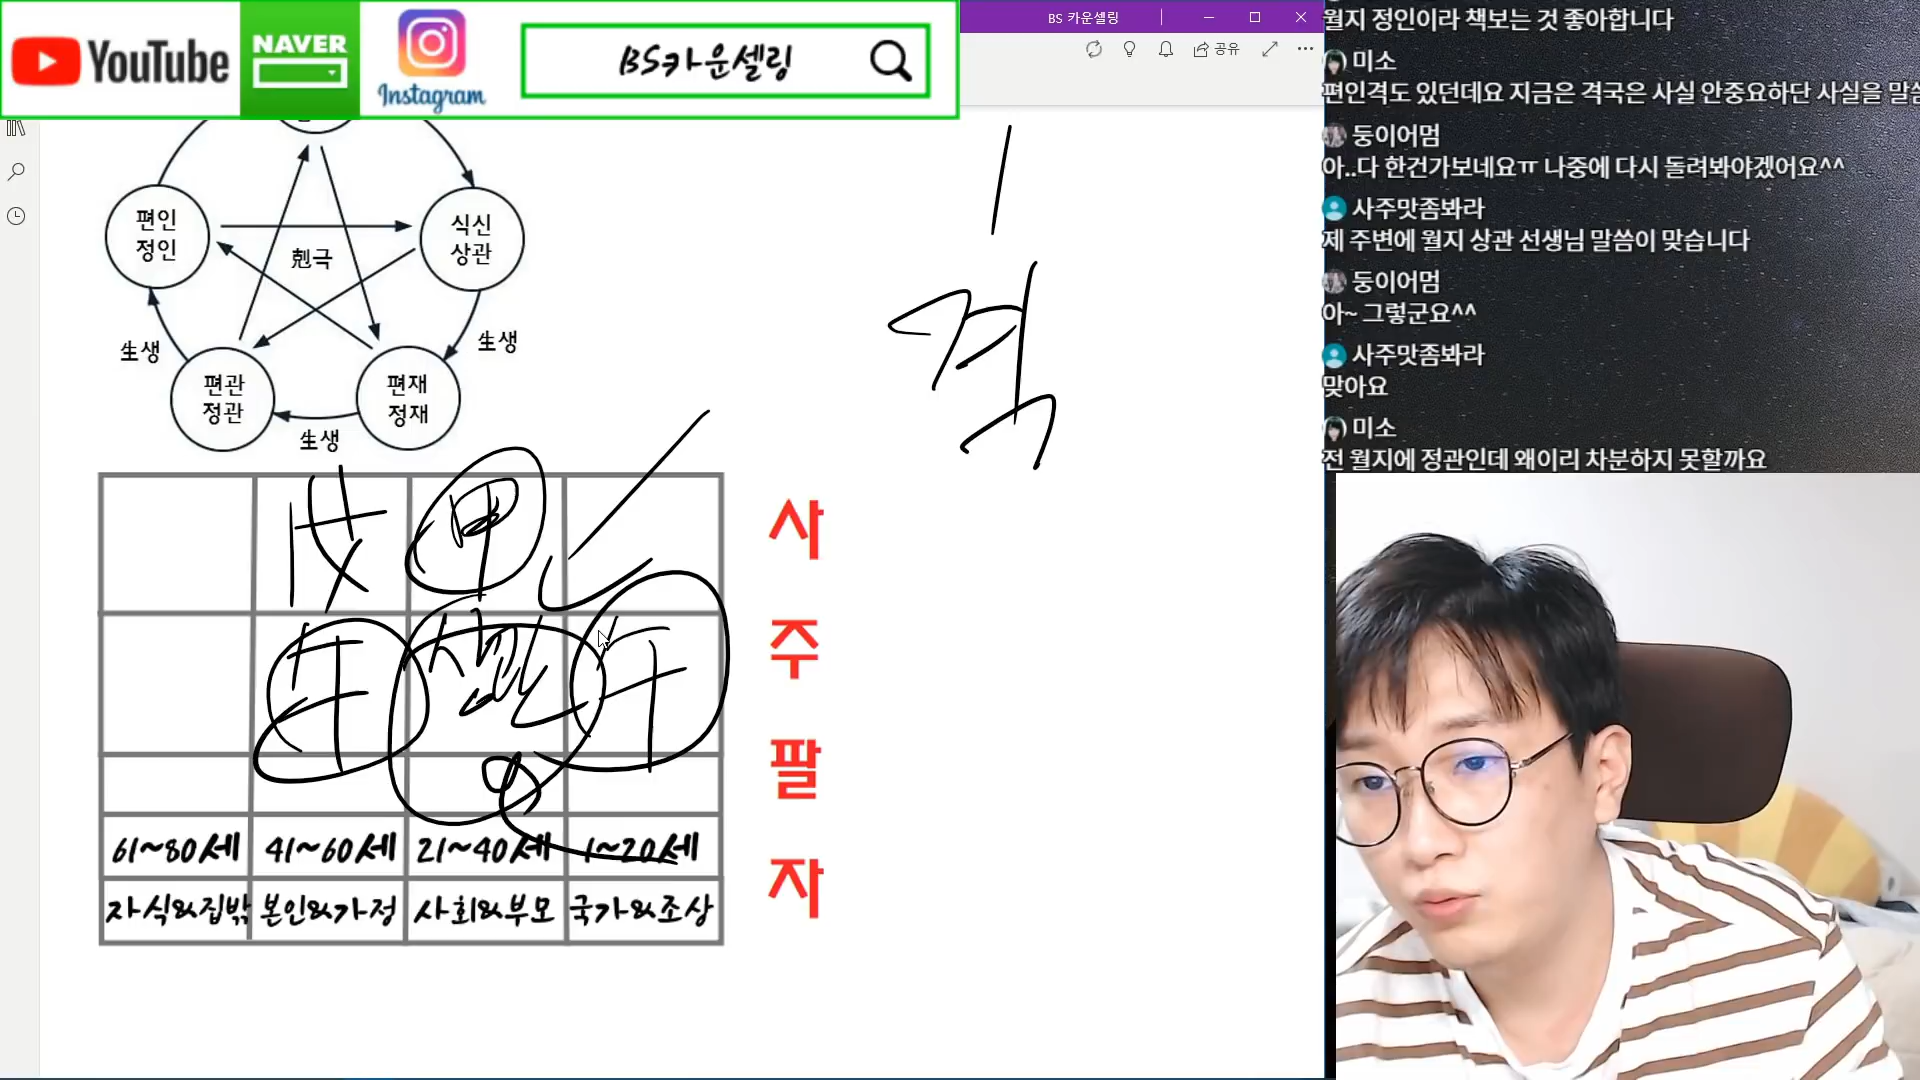 YouTube
NAVER
Instagram
BS카운셀링
BS 카운셀링
공유
편인
정인
식신
상관
剋극
生생
生생
편관
정관
편재
정재
生생
격
戊
甲
午
午
사
주
팔
자
61~80세
41~60세
21~40세
1~20세
자식&집밖
본인&가정
사회&부모
국가&조상
월지 정인이라 책보는 것 좋아합니다
미소
편인격도 있던데요 지금은 격국은 사실 안중요하단 사실을 말씀
둥이어멈
아..다 한건가보네요ㅠ 나중에 다시 돌려봐야겠어요^^
사주맛좀봐라
제 주변에 월지 상관 선생님 말씀이 맞습니다
둥이어멈
아~ 그렇군요^^
사주맛좀봐라
맞아요
미소
전 월지에 정관인데 왜이리 차분하지 못할까요